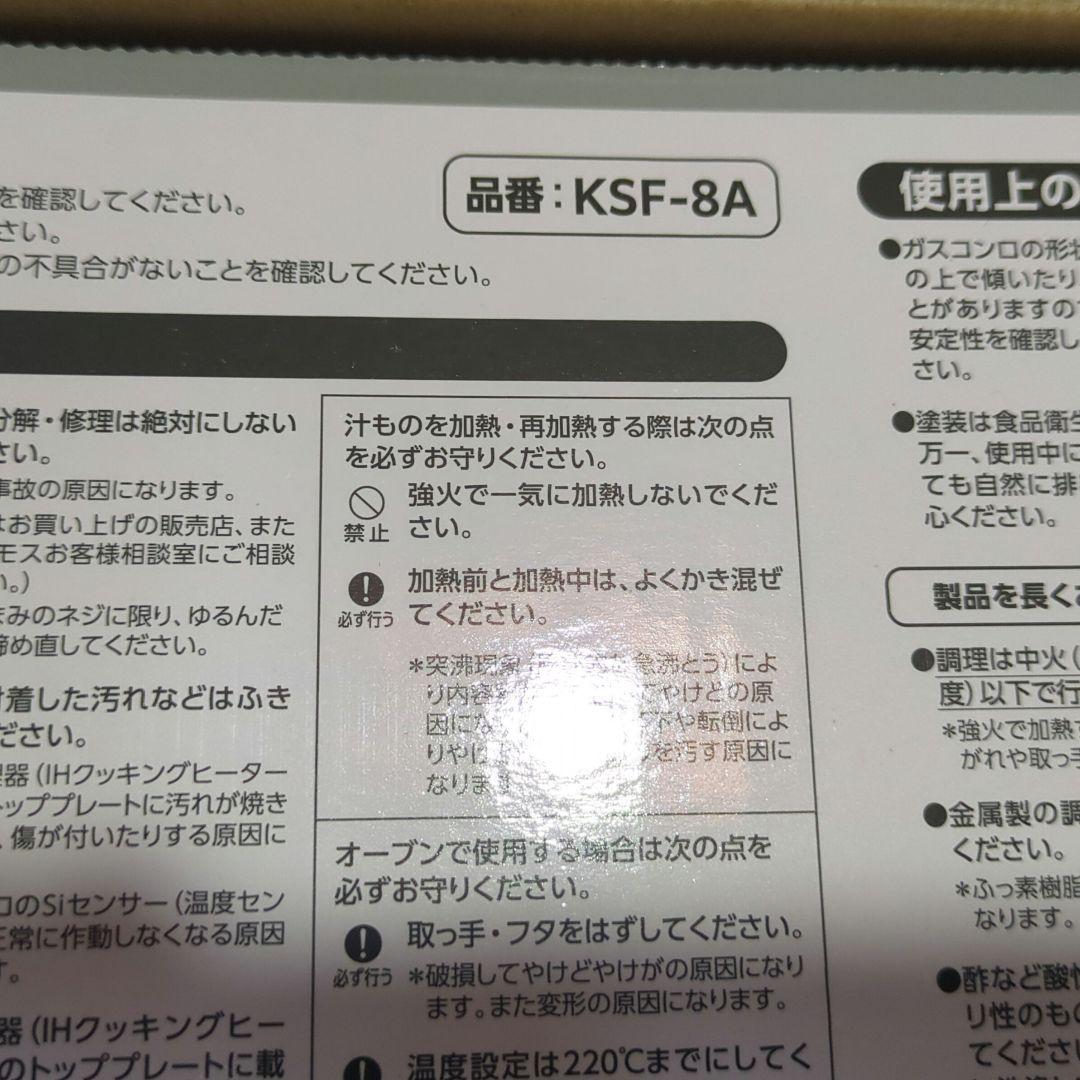 を確認してください。
さい。
の不具合がないことを確認してください。
品番：KSF-8A
分解・修理は絶対にしない
さい。
事故の原因になります。
はお買い上げの販売店、また
モスお客様相談室にご相談
い。）
まみのネジに限り、ゆるんだ
締め直してください。
付着した汚れなどはふき
ださい。
理器（IHクッキングヒーター
トッププレートに汚れが焼き
、傷が付いたりする原因に
ロのSiセンサー（温度セン
正常に作動しなくなる原因
す。
器（IHクッキングヒー
のトッププレートに載
汁ものを加熱・再加熱する際は次の点
を必ずお守りください。
禁止
強火で一気に加熱しないでくだ
さい。
必ず行う
加熱前と加熱中は、よくかき混ぜ
てください。
＊突沸現象 急沸とう）によ
り内容 やけどの原
因にな 下や転倒によ
りやけ を汚す原因に
なりま
オーブンで使用する場合は次の点を
必ずお守りください。
必ず行う
取っ手・フタをはずしてください。
＊破損してやけどやけがの原因になり
ます。また変形の原因になります。
温度設定は220℃までにしてく
使用上の
●ガスコンロの形状
の上で傾いたり
とがありますの
安定性を確認し
さい。
●塗装は食品衛生
万一、使用中に
ても自然に排
心ください。
製品を長く
●調理は中火（
度）以下で行
＊強火で加熱
がれや取っ手
●金属製の調
ください。
＊ふっ素樹脂
なります。
●酢など酸性
リ性のもの
てくださ